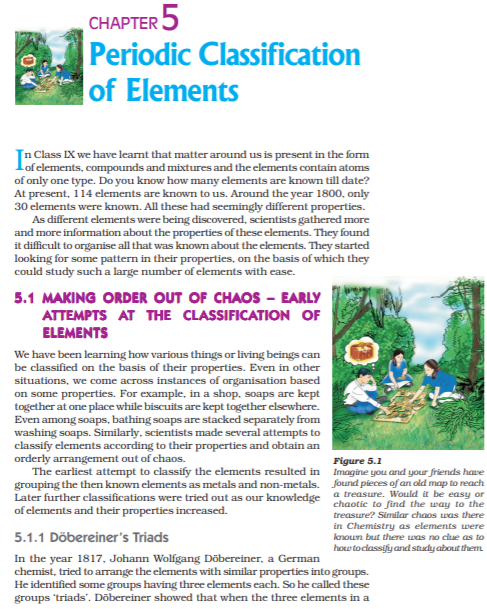 CHAPTER 5
Periodic Classification
of Elements
In Class IX we have learnt that matter around us is present in the form
of elements, compounds and mixtures and the elements contain atoms
of only one type. Do you know how many elements are known till date?
At present, 114 elements are known to us. Around the year 1800, only
30 elements were known. All these had seemingly different properties.
As different elements were being discovered, scientists gathered more
and more information about the properties of these elements. They found
it difficult to organise all that was known about the elements. They started
looking for some pattern in their properties, on the basis of which they
could study such a large number of elements with ease.
5.1 MAKING ORDER OUT OF CHAOS – EARLY
ATTEMPTS AT THE CLASSIFICATION OF
ELEMENTS
We have been learning how various things or living beings can
be classified on the basis of their properties. Even in other
situations, we come across instances of organisation based
on some properties. For example, in a shop, soaps are kept
together at one place while biscuits are kept together elsewhere.
Even among soaps, bathing soaps are stacked separately from
washing soaps. Similarly, scientists made several attempts to
classify elements according to their properties and obtain an
orderly arrangement out of chaos.
The earliest attempt to classify the elements resulted in
grouping the then known elements as metals and non-metals.
Later further classifications were tried out as our knowledge
of elements and their properties increased.
5.1.1 Döbereiner's Triads
In the year 1817, Johann Wolfgang Döbereiner, a German
chemist, tried to arrange the elements with similar properties into groups.
He identified some groups having three elements each. So he called these
groups 'triads'. Döbereiner showed that when the three elements in a
Figure 5.1
Imagine you and your friends have
found pieces of an old map to reach
a treasure. Would it be easy or
chaotic to find the way to the
treasure? Similar chaos was there
in Chemistry as elements were
known but there was no clue as to
how to classify and study about them.